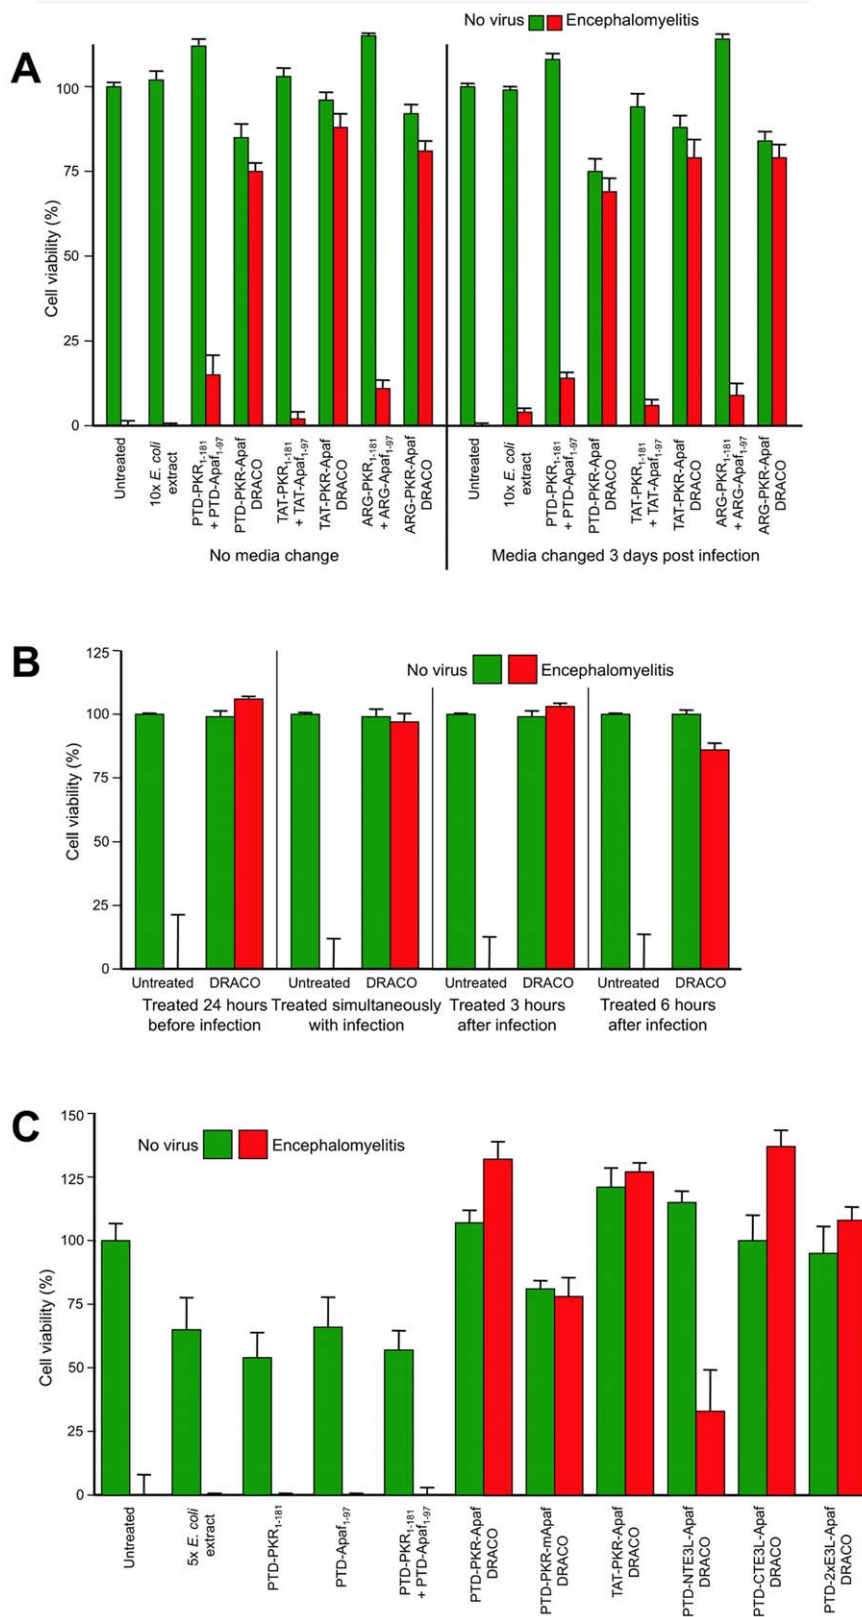 No virus Encephalomyelitis
A
100
75
50
25
0
Cell viability (%)
Untreated
10x E. coli
extract
PTD-PKR1-181
+ PTD-Apaf1-97
PTD-PKR-Apaf
DRACO
TAT-PKR1-181
+ TAT-Apaf1-97
TAT-PKR-Apaf
DRACO
ARG-PKR1-181
+ ARG-Apaf1-97
ARG-PKR-Apaf
DRACO
Untreated
10x E. coli
extract
PTD-PKR1-181
+ PTD-Apaf1-97
PTD-PKR-Apaf
DRACO
TAT-PKR1-181
+ TAT-Apaf1-97
TAT-PKR-Apaf
DRACO
ARG-PKR1-181
+ ARG-Apaf1-97
ARG-PKR-Apaf
DRACO
No media change
Media changed 3 days post infection
B
No virus Encephalomyelitis
125
100
75
50
25
0
Cell viability (%)
Untreated DRACO Untreated DRACO Untreated DRACO Untreated DRACO
Treated 24 hours
before infection
Treated simultaneously
with infection
Treated 3 hours
after infection
Treated 6 hours
after infection
C
No virus Encephalomyelitis
150
125
100
75
50
25
0
Cell viability (%)
Untreated
5x E. coli
extract
PTD-PKR1-181
PTD-Apaf1-97
PTD-PKR1-181
+ PTD-Apaf1-97
PTD-PKR-Apaf
DRACO
PTD-PKR-mApaf
DRACO
TAT-PKR-Apaf
DRACO
PTD-NTE3L-Apaf
DRACO
PTD-CTE3L-Apaf
DRACO
PTD-2xE3L-Apaf
DRACO